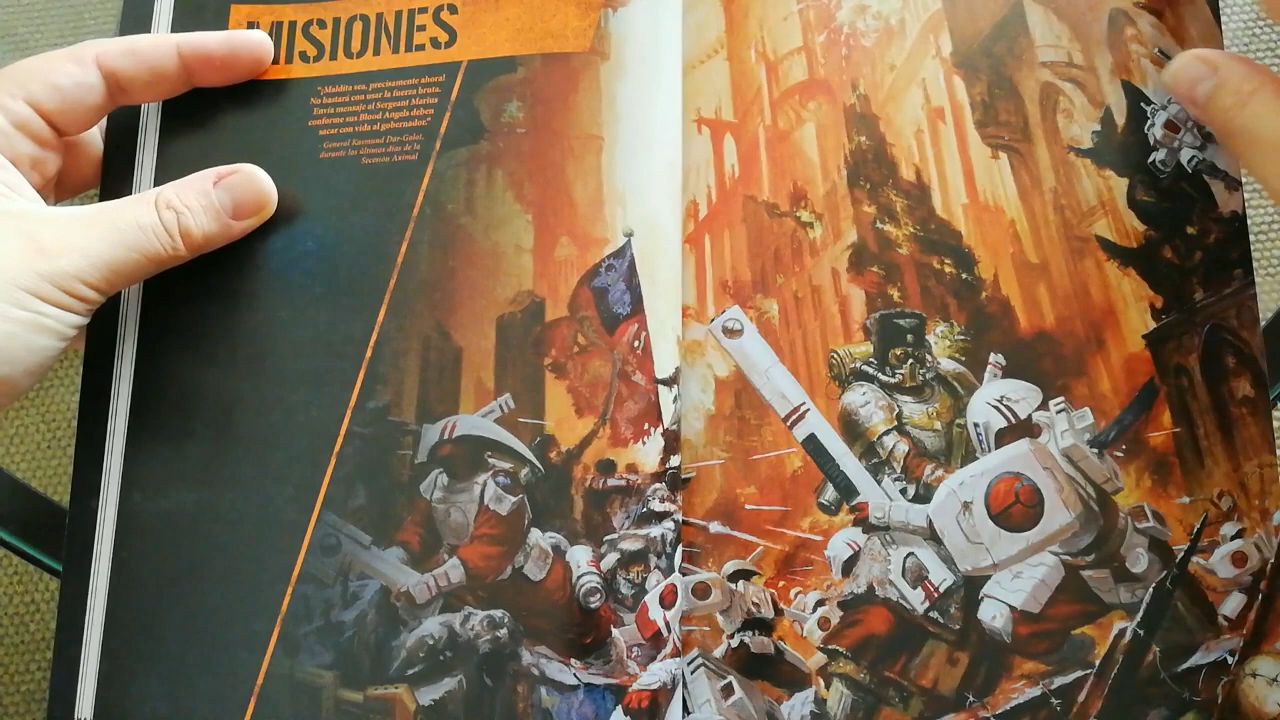 MISIONES
"¡Maldita sea, precisamente ahora!
No bastará con usar la fuerza bruta.
Envía mensaje al Sergeant Marius
conforme sus Blood Angels deben
sacar con vida al gobernador."
- General Kasmund Dar-Golot,
durante los últimos días de la
Secesión Aximal